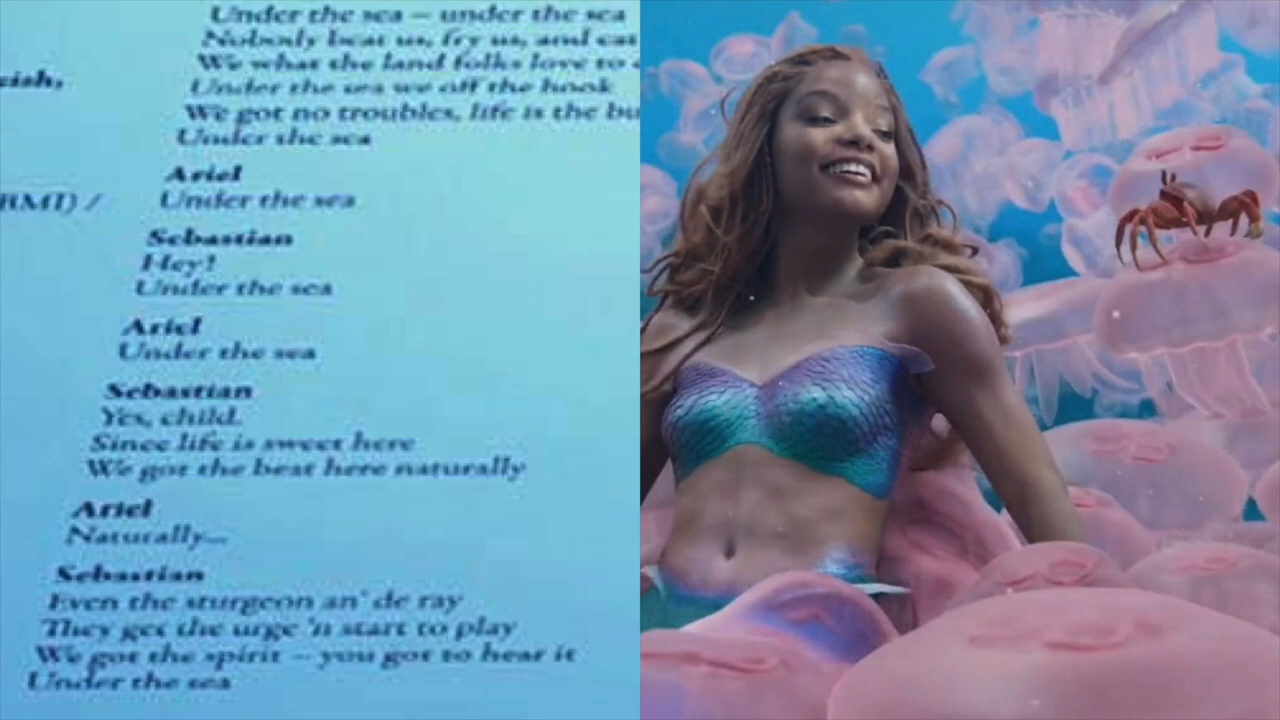 Under the sea – under the sea
Nobody beat us, fry us, and eat
We what the land folks love to
zish,
Under the sea we off the hook
We got no troubles, life is the bu
Under the sea
Ariel
BMI) / Under the sea
Sebastian
Hey!
Under the sea
Ariel
Under the sea
Sebastian
Yes, child.
Since life is sweet here
We got the beat here naturally
Ariel
Naturally...
Sebastian
Even the sturgeon an' de ray
They get the urge 'n start to play
We got the spirit – you got to hear it
Under the sea